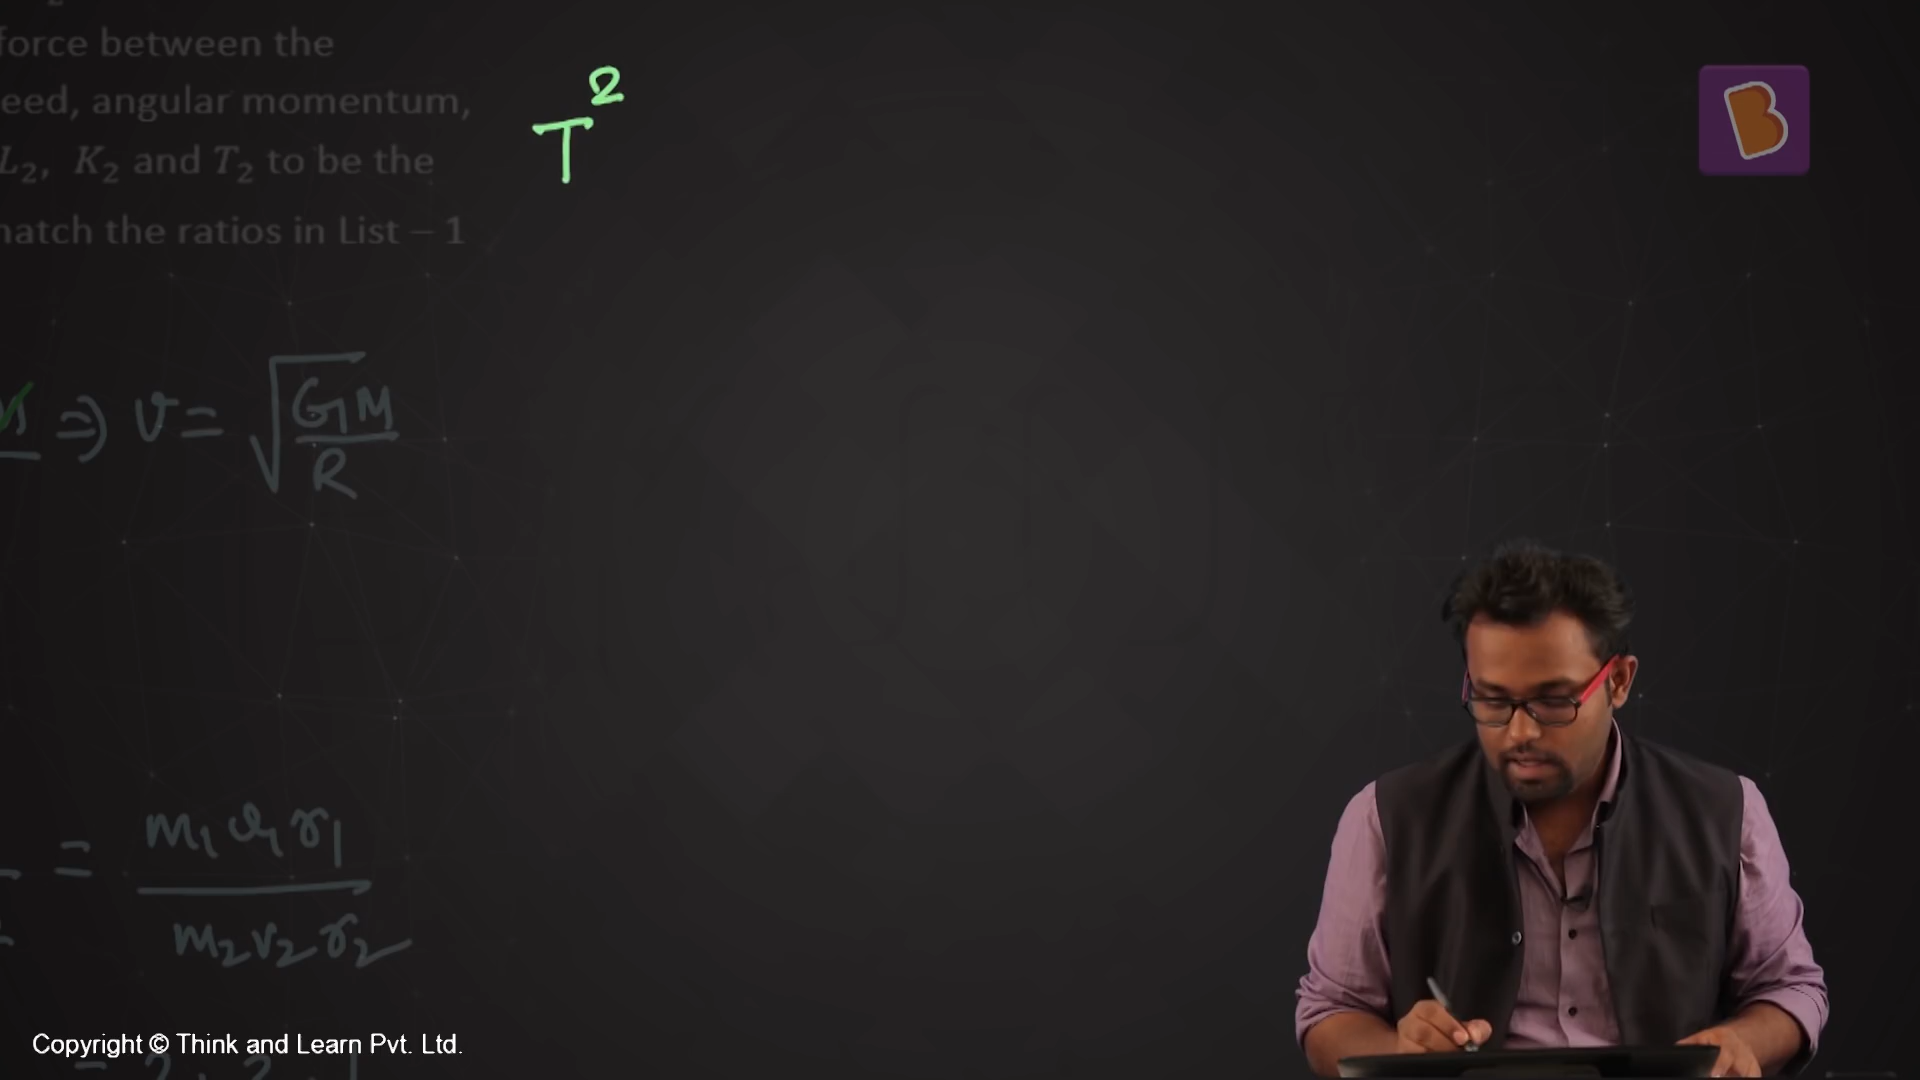 force between the
eed, angular momentum,
L₂, K₂ and T₂ to be the
match the ratios in List – 1
T²
⇒ v = √(GM/R)
= m₁v₁r₁
m₂v₂r₂
Copyright © Think and Learn Pvt. Ltd.
B